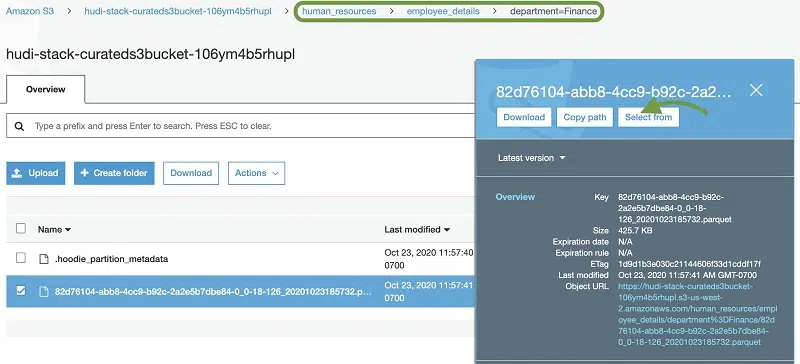 Amazon S3 > hudi-stack-curateds3bucket-106ym4b5rhupl > human_resources > employee_details > department=Finance
hudi-stack-curateds3bucket-106ym4b5rhupl
Overview
Type a prefix and press Enter to search. Press ESC to clear.
Upload
Create folder
Download
Actions
Name
Last modified
.hoodie_partition_metadata
Oct 23, 2020 11:57:40
0700
82d76104-abb8-4cc9-b92c-2a2e5b7dbe84-0_0-18-126_20201023185732.p...
Oct 23, 2020 11:57:41
0700
82d76104-abb8-4cc9-b92c-2a2...
Download
Copy path
Select from
Latest version
Overview
Key
82d76104-abb8-4cc9-b92c-
2a2e5b7dbe84-0_0-18-
126_20201023185732.parquet
Size 425.7 KB
Expiration date N/A
Expiration rule N/A
ETag 1d9d1b3e030c21144606f33d1cddf17f
Last modified Oct 23, 2020 11:57:41 AM GMT-0700
Object URL https://hudi-stack-curateds3bucket-
106ym4b5rhupl.s3-us-west-
2.amazonaws.com/human_resources/employ
ee_details/department%3DFinance/82d
76104-abb8-4cc9-b92c-2a2e5b7dbe84-
0_0-18-126_20201023185732.parquet